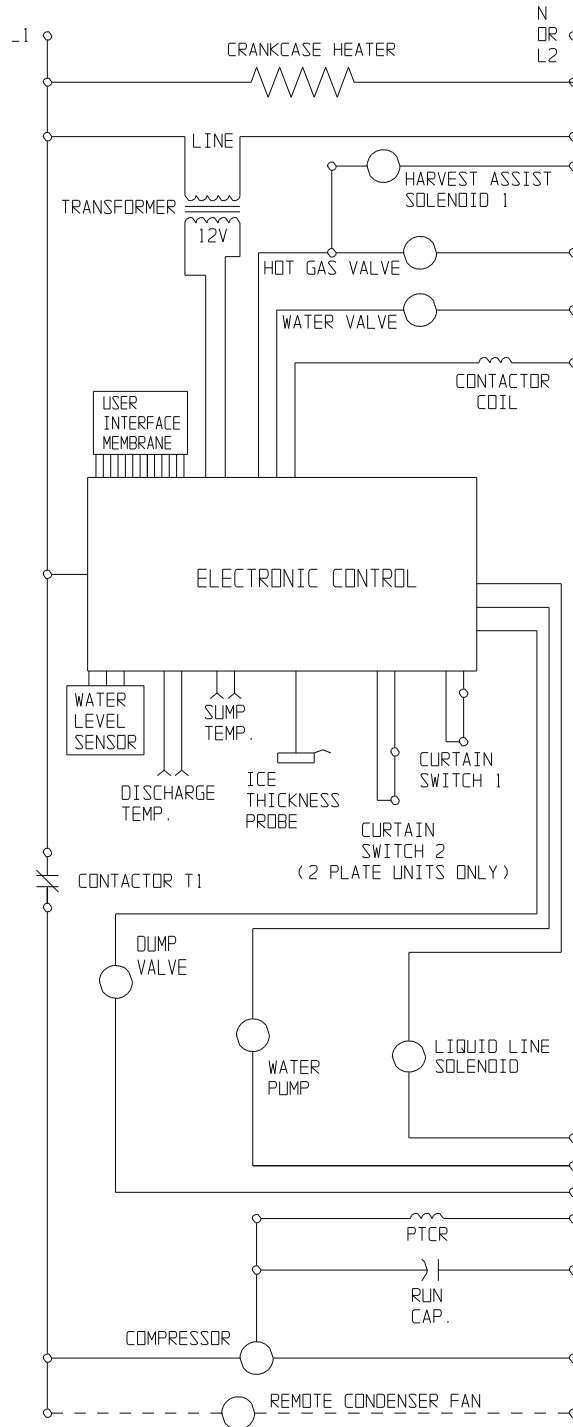 _1
N
OR
L2
CRANKCASE HEATER
LINE
TRANSFORMER
12V
HARVEST ASSIST
SOLENOID 1
HOT GAS VALVE
WATER VALVE
CONTACTOR
COIL
USER
INTERFACE
MEMBRANE
ELECTRONIC CONTROL
WATER
LEVEL
SENSOR
SUMP
TEMP.
DISCHARGE
TEMP.
ICE
THICKNESS
PROBE
CURTAIN
SWITCH 1
CURTAIN
SWITCH 2
(2 PLATE UNITS ONLY)
CONTACTOR T1
DUMP
VALVE
WATER
PUMP
LIQUID LINE
SOLENOID
PTCR
RUN
CAP.
COMPRESSOR
REMOTE CONDENSER FAN